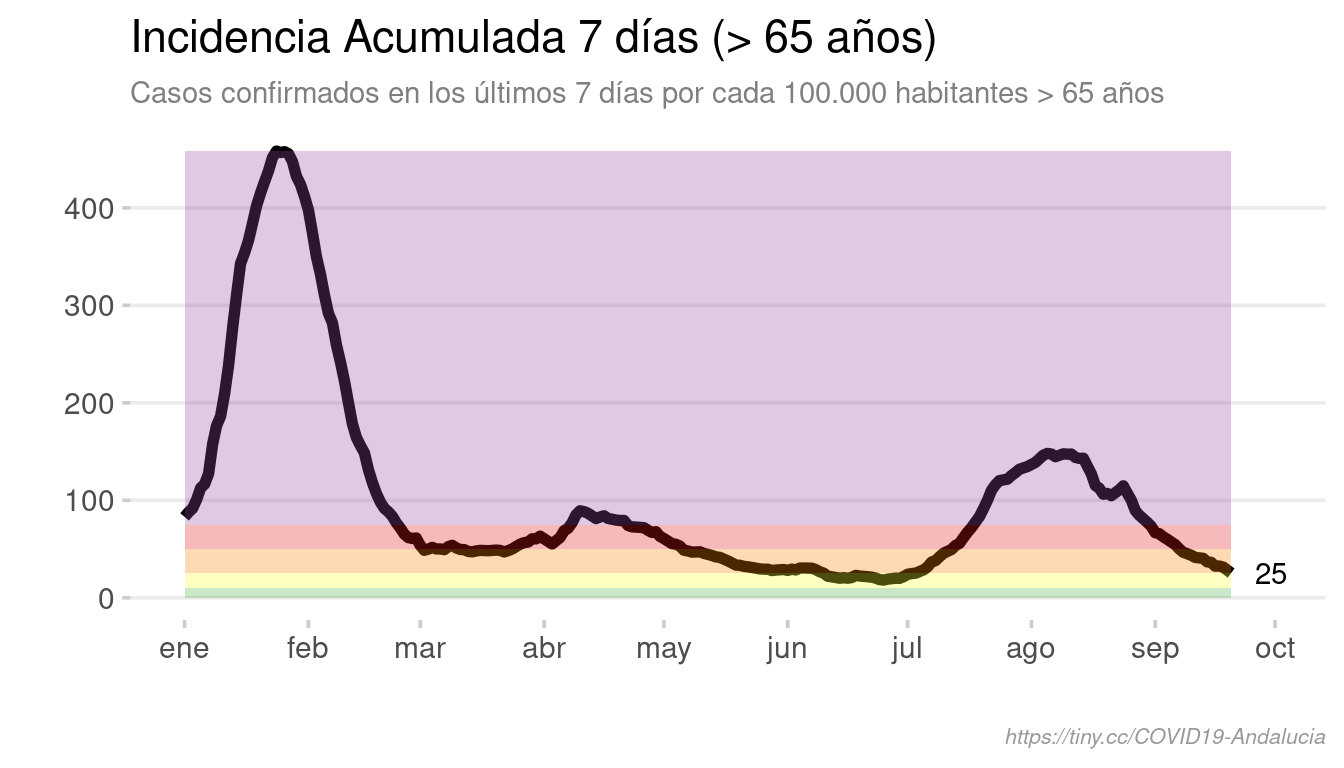 Incidencia Acumulada 7 días (> 65 años)
Casos confirmados en los últimos 7 días por cada 100.000 habitantes > 65 años
400
300
200
100
0
25
ene feb mar abr may jun jul ago sep oct
https://tiny.cc/COVID19-Andalucia